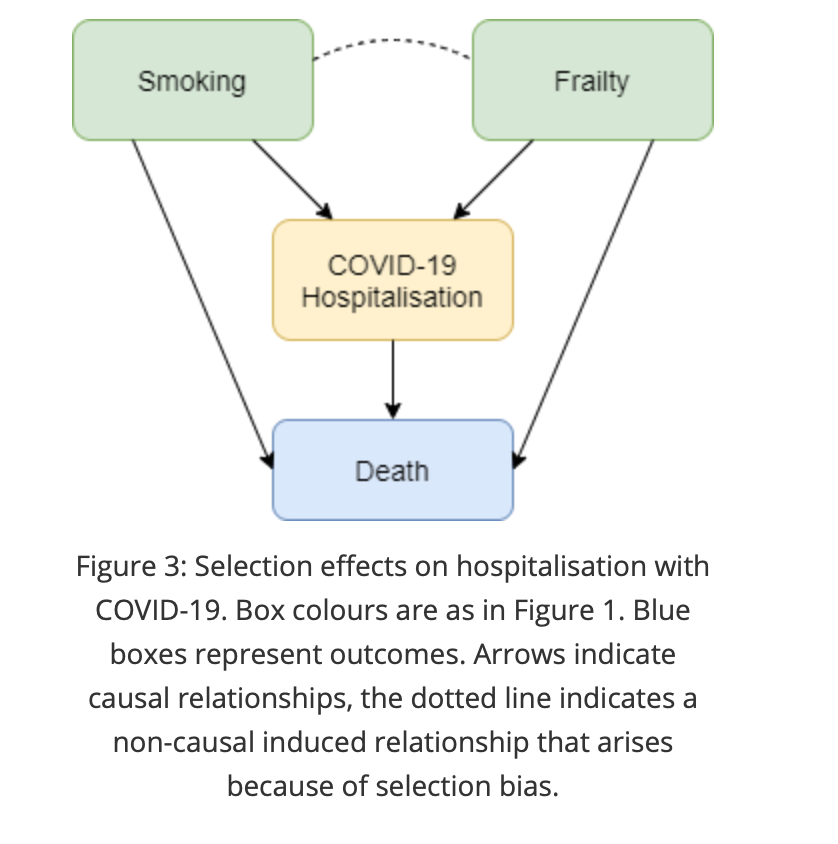 Smoking
Frailty
COVID-19
Hospitalisation
Death
Figure 3: Selection effects on hospitalisation with
COVID-19. Box colours are as in Figure 1. Blue
boxes represent outcomes. Arrows indicate
causal relationships, the dotted line indicates a
non-causal induced relationship that arises
because of selection bias.